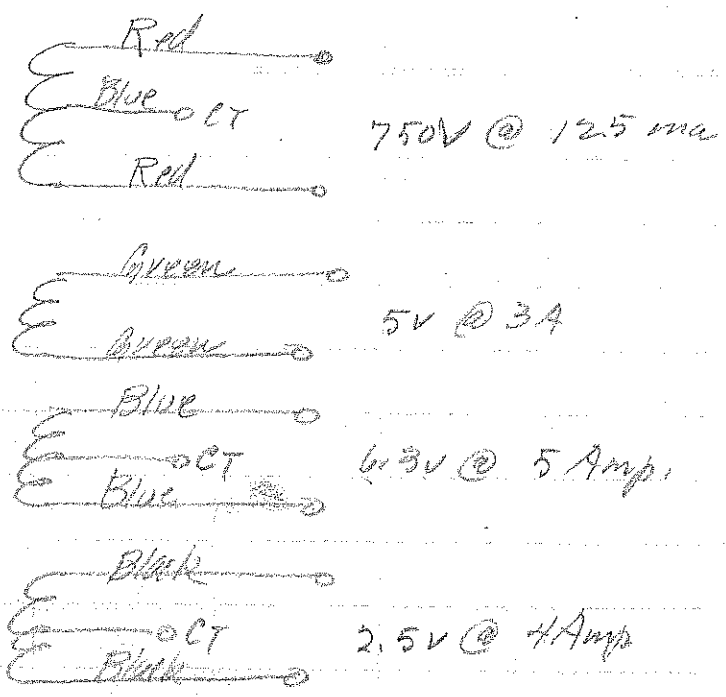 Red
Blue
CT
750V @ 125 ma
Red
Green
5v @ 3A
Green
Blue
CT
6.3v @ 5 Amp.
Blue
Black
CT
2.5v @ 4 Amp
Black